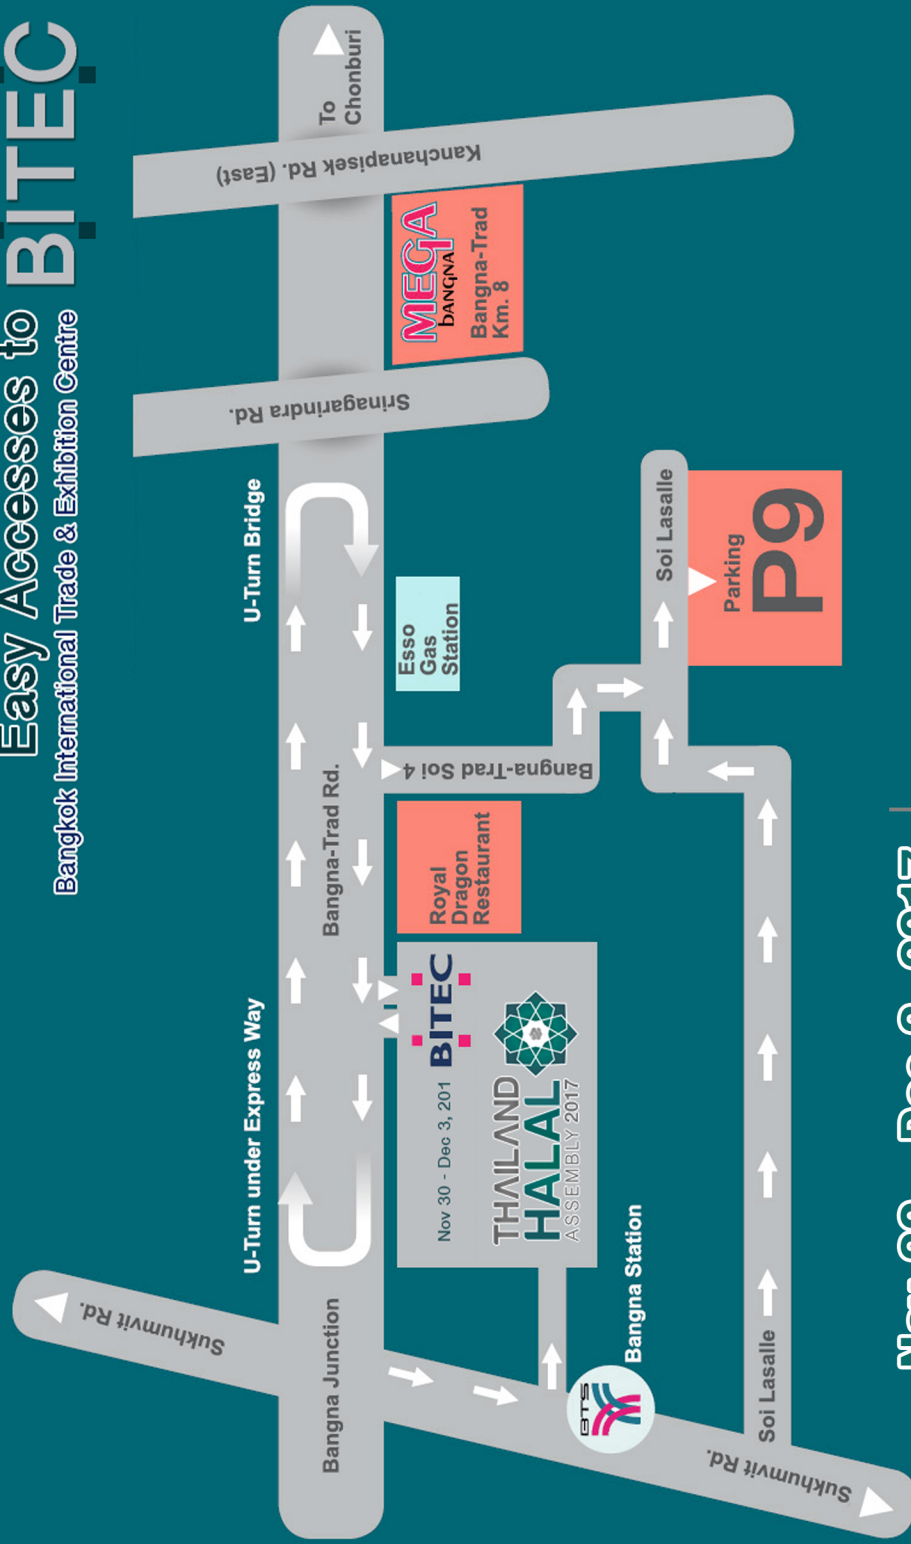 Easy Accesses to BITEC
Bangkok International Trade & Exhibition Centre
To
Chonburi
Kanchanapisek Rd. (East)
MEGA
bANGNA
Bangna-Trad
Km. 8
Srinagarindra Rd.
U-Turn Bridge
Esso
Gas
Station
Soi Lasalle
Parking
P9
Bangna-Trad Soi 4
Bangna-Trad Rd.
Royal
Dragon
Restaurant
U-Turn under Express Way
BITEC
Nov 30 - Dec 3, 201
THAILAND
HALAL
ASSEMBLY 2017
Sukhumvit Rd.
Bangna Junction
Bangna Station
BTS
Soi Lasalle
Sukhumvit Rd.